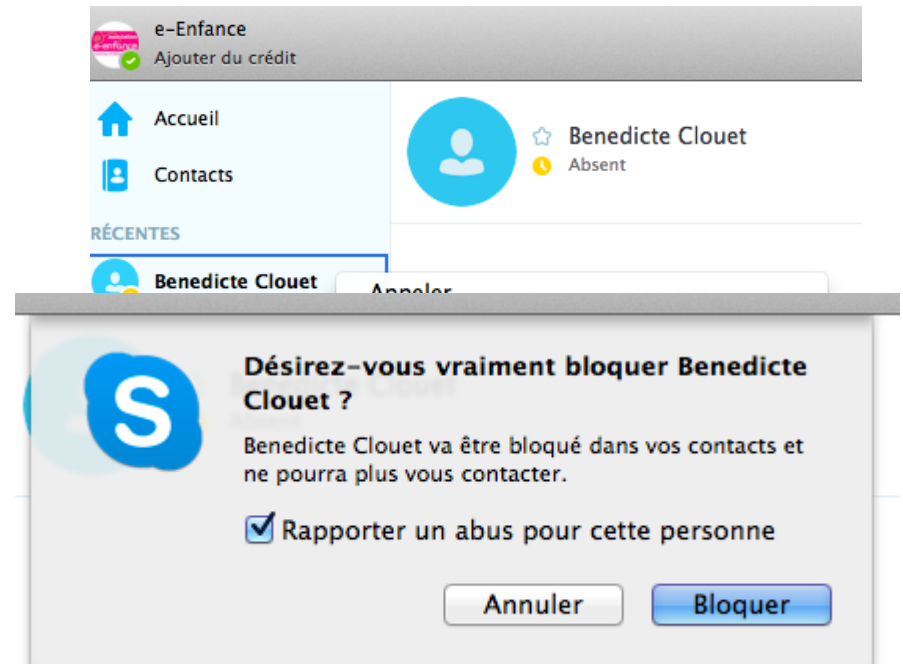 e-Enfance
Ajouter du crédit
Accueil
Contacts
RÉCENTES
Benedicte Clouet
Absent
Benedicte Clouet
Appeler
Désirez-vous vraiment bloquer Benedicte
Clouet ?
Benedicte Clouet va être bloqué dans vos contacts et
ne pourra plus vous contacter.
Rapporter un abus pour cette personne
Annuler
Bloquer